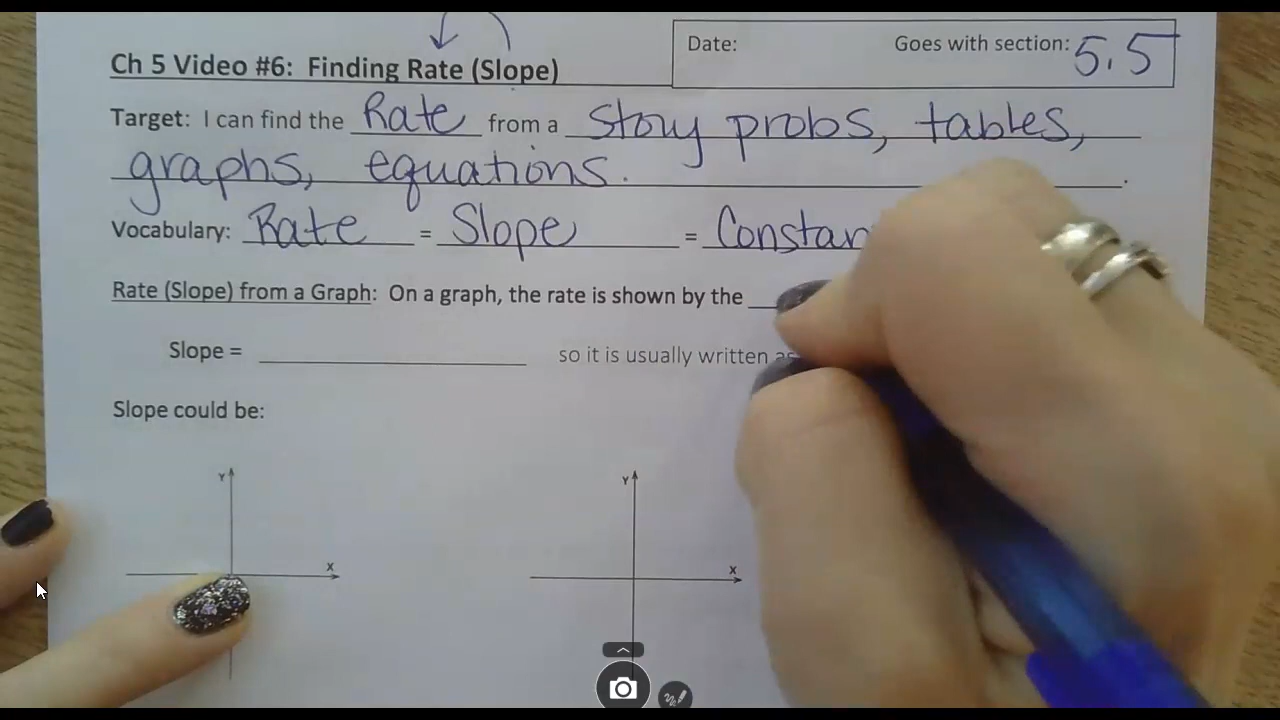 Date: Goes with section: 5.5
Ch 5 Video #6: Finding Rate (Slope)
Target: I can find the Rate from a story probs, tables,
graphs, equations.
Vocabulary: Rate = Slope =
Rate (Slope) from a Graph: On a graph, the rate is shown by the
Slope = so it is usually written as
Slope could be:
Y Y
X X